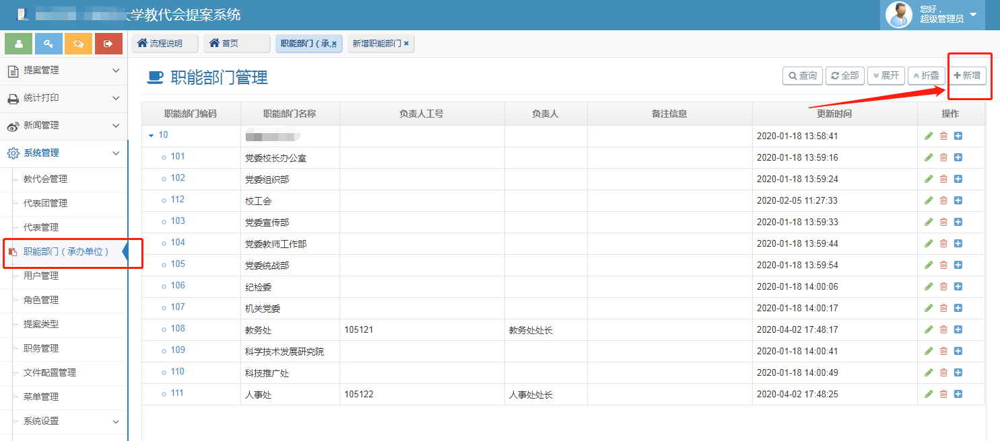 大学教代会提案系统
您好，
超级管理员
流程说明 首页 职能部门（承.× 新增职能部门 ×
提案管理
统计打印
新闻管理
系统管理
教代会管理
代表团管理
代表管理
职能部门（承办单位）
用户管理
角色管理
提案类型
职务管理
文件配置管理
菜单管理
系统设置
职能部门管理
查询 全部 展开 折叠 新增
职能部门编码 职能部门名称 负责人工号 负责人 备注信息 更新时间 操作
10 2020-01-18 13:58:41
101 党委校长办公室 2020-01-18 13:59:16
102 党委组织部 2020-01-18 13:59:24
112 校工会 2020-02-05 11:27:33
103 党委宣传部 2020-01-18 13:59:33
104 党委教师工作部 2020-01-18 13:59:44
105 党委统战部 2020-01-18 13:59:54
106 纪检委 2020-01-18 14:00:06
107 机关党委 2020-01-18 14:00:17
108 教务处 105121 教务处处长 2020-04-02 17:48:17
109 科学技术发展研究院 2020-01-18 14:00:41
110 科技推广处 2020-01-18 14:00:49
111 人事处 105122 人事处处长 2020-04-02 17:48:25